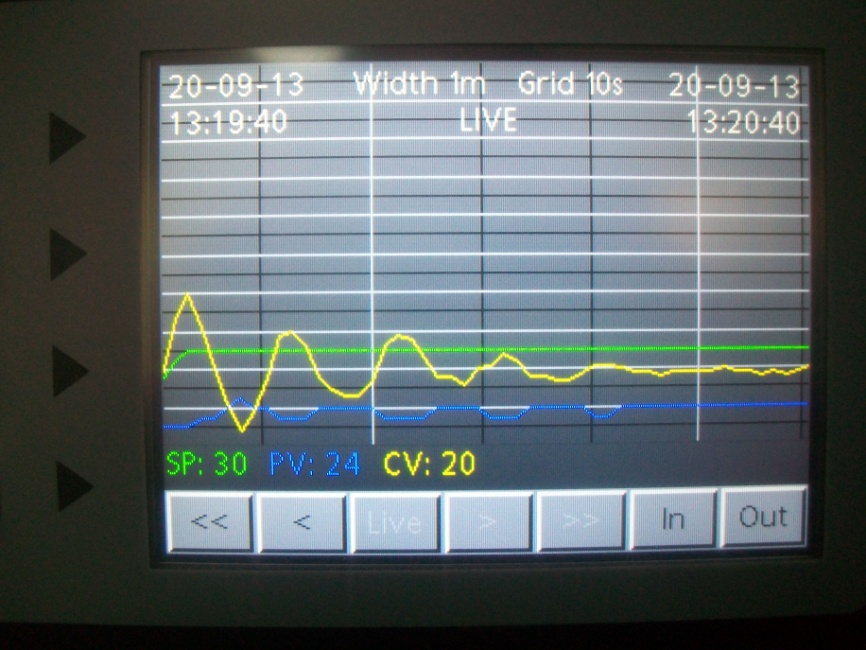 20-09-13 Width 1m Grid 10s 20-09-13
13:19:40 LIVE 13:20:40
SP: 30 PV: 24 CV: 20
<< < Live > >> In Out